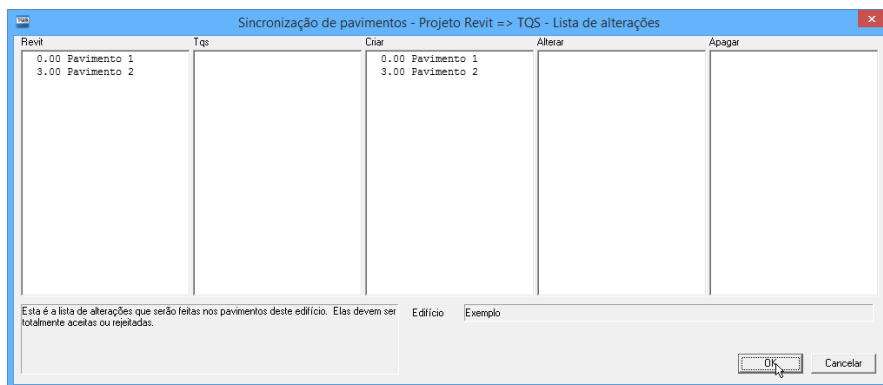 TQS
Sincronização de pavimentos - Projeto Revit => TQS - Lista de alterações
Revit
Tqs
Criar
Alterar
Apagar
0.00 Pavimento 1
3.00 Pavimento 2
0.00 Pavimento 1
3.00 Pavimento 2
Esta é a lista de alterações que serão feitas nos pavimentos deste edifício. Elas devem ser
totalmente aceitas ou rejeitadas.
Edifício
Exemplo
OK
Cancelar